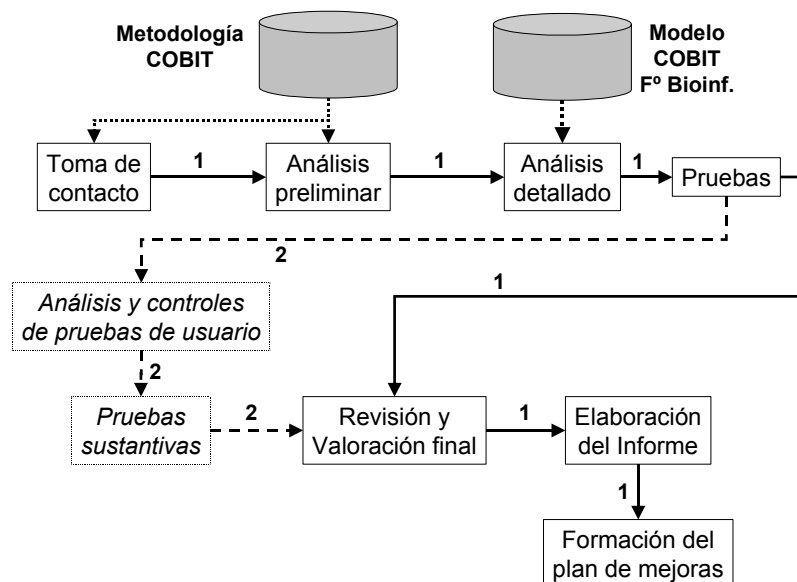 Metodología
COBIT
Modelo
COBIT
Fº Bioinf.
Toma de
contacto
1
Análisis
preliminar
1
Análisis
detallado
1
Pruebas
2
1
Análisis y controles
de pruebas de usuario
2
Pruebas
sustantivas
2
Revisión y
Valoración final
1
Elaboración
del Informe
1
Formación del
plan de mejoras